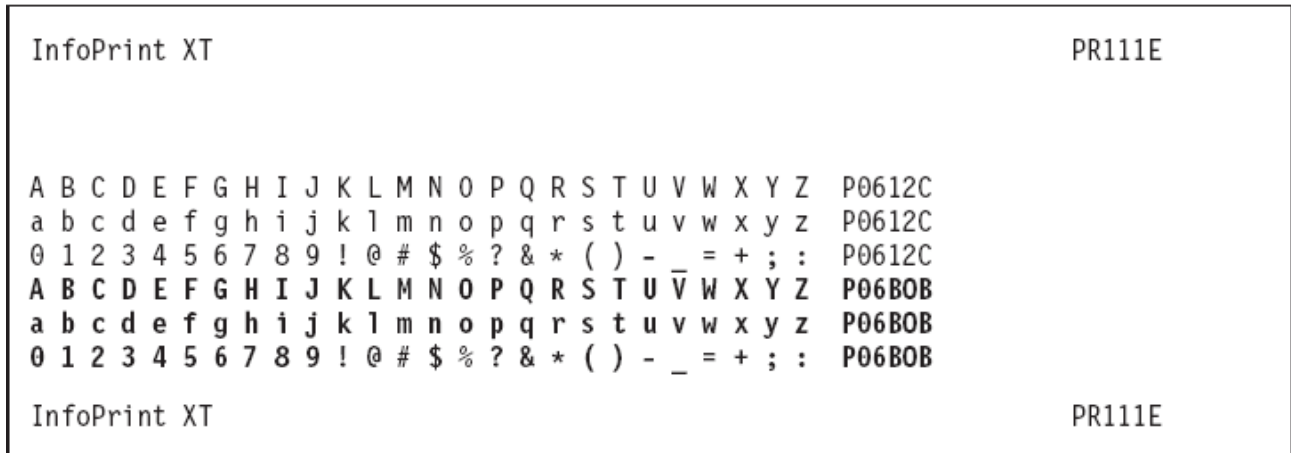 InfoPrint XT PR111E
A B C D E F G H I J K L M N O P Q R S T U V W X Y Z P0612C
a b c d e f g h i j k l m n o p q r s t u v w x y z P0612C
0 1 2 3 4 5 6 7 8 9 ! @ # $ % ? & * ( ) - _ = + ; : P0612C
A B C D E F G H I J K L M N O P Q R S T U V W X Y Z P06BOB
a b c d e f g h i j k l m n o p q r s t u v w x y z P06BOB
0 1 2 3 4 5 6 7 8 9 ! @ # $ % ? & * ( ) - _ = + ; : P06BOB
InfoPrint XT PR111E